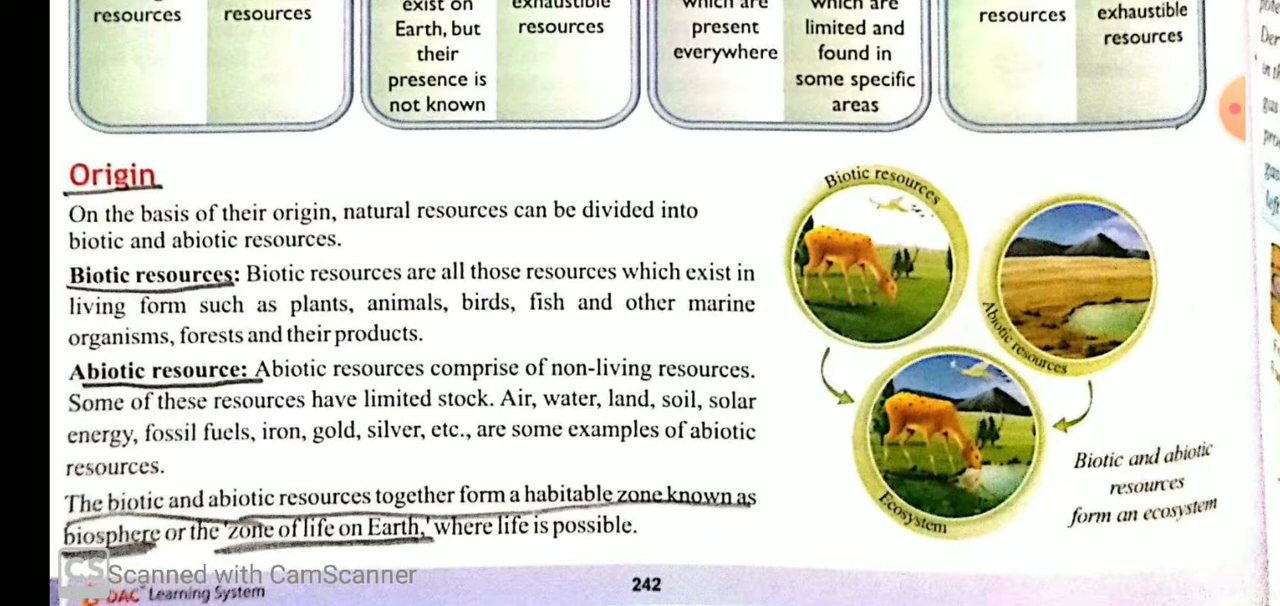 resources
resources
exist on
Earth, but
their
presence is
not known
exhaustible
resources
which are
present
everywhere
which are
limited and
found in
some specific
areas
resources
exhaustible
resources
Origin
On the basis of their origin, natural resources can be divided into
biotic and abiotic resources.
Biotic resources: Biotic resources are all those resources which exist in
living form such as plants, animals, birds, fish and other marine
organisms, forests and their products.
Abiotic resource: Abiotic resources comprise of non-living resources.
Some of these resources have limited stock. Air, water, land, soil, solar
energy, fossil fuels, iron, gold, silver, etc., are some examples of abiotic
resources.
The biotic and abiotic resources together form a habitable zone known as
biosphere or the 'zone of life on Earth,' where life is possible.
Biotic resources
Abiotic resources
Ecosystem
Biotic and abiotic
resources
form an ecosystem
CS Scanned with CamScanner
DAC Learning System
242